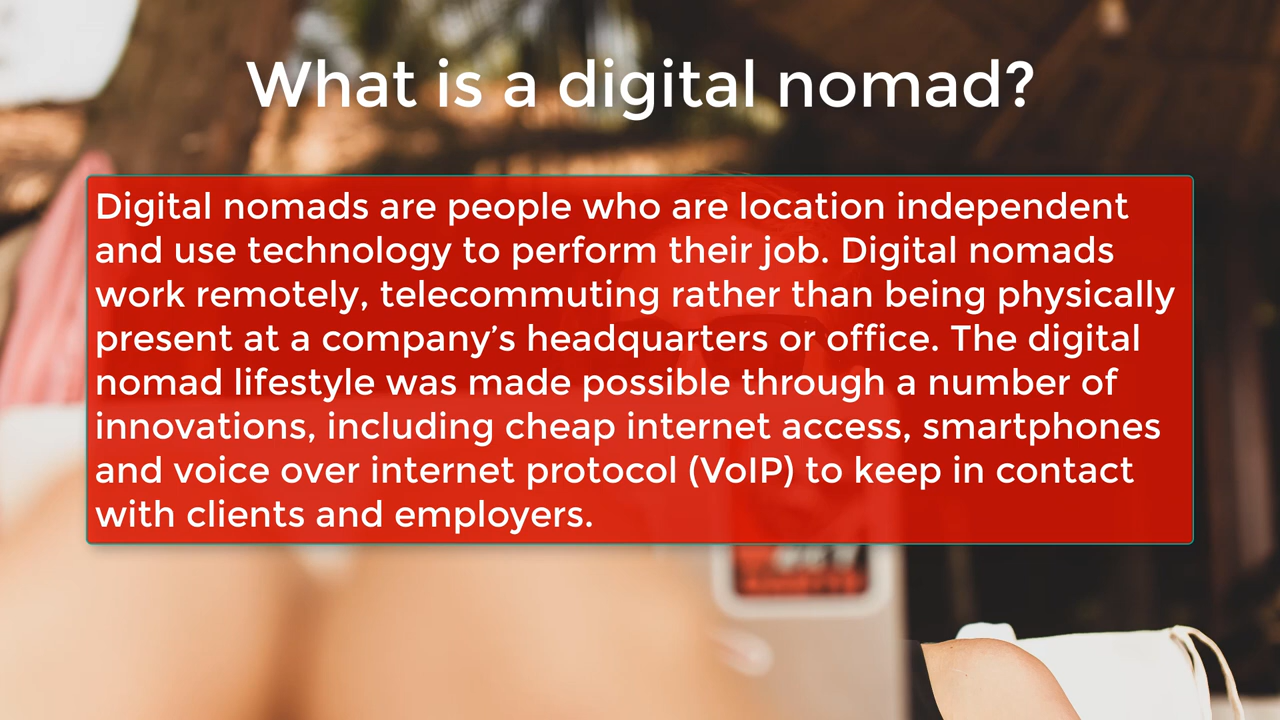 What is a digital nomad?
Digital nomads are people who are location independent
and use technology to perform their job. Digital nomads
work remotely, telecommuting rather than being physically
present at a company’s headquarters or office. The digital
nomad lifestyle was made possible through a number of
innovations, including cheap internet access, smartphones
and voice over internet protocol (VoIP) to keep in contact
with clients and employers.